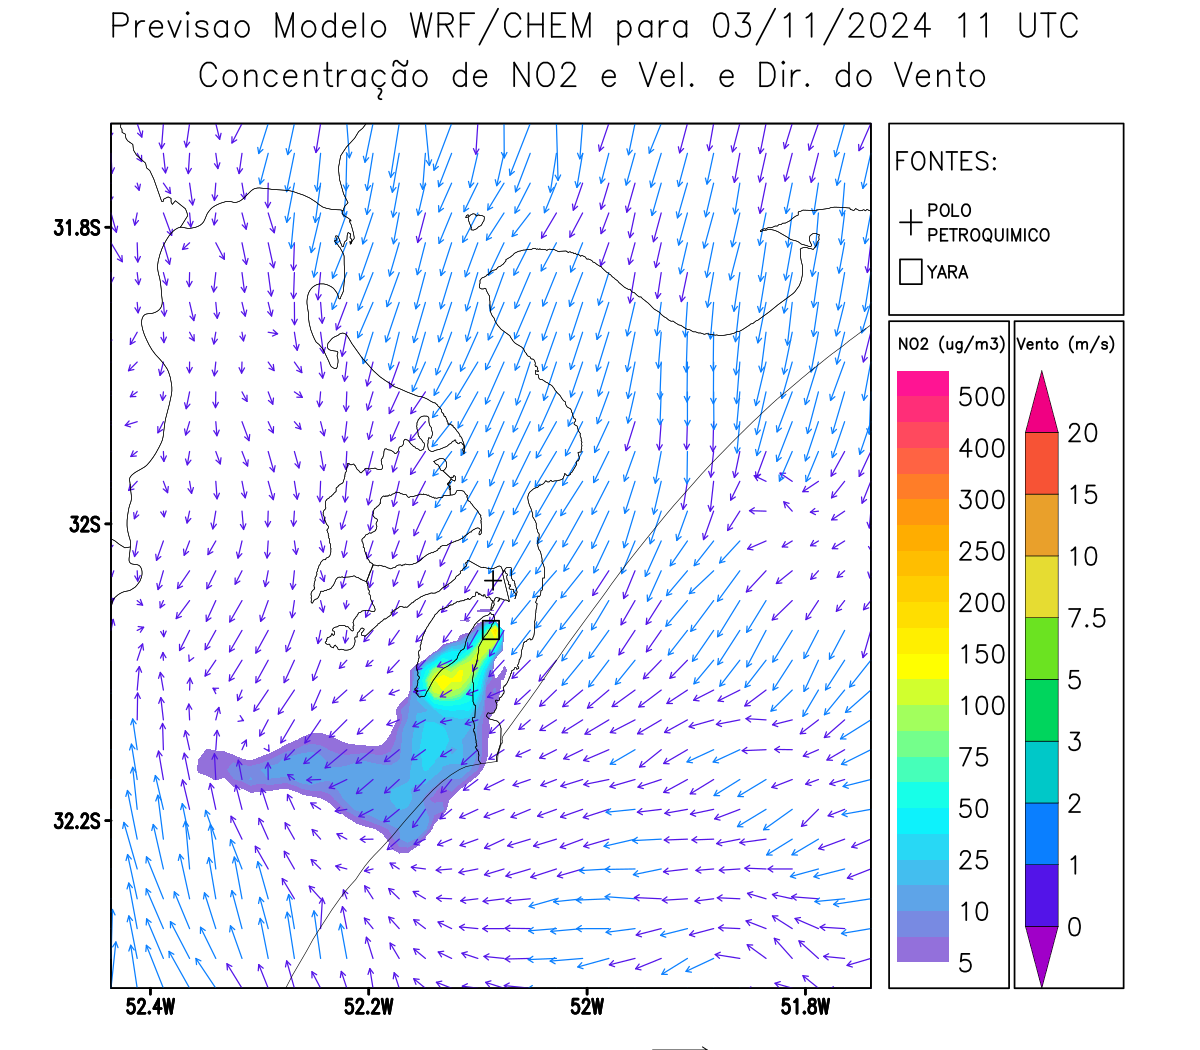 Previsao Modelo WRF/CHEM para 03/11/2024 11 UTC
Concentração de NO2 e Vel. e Dir. do Vento
FONTES:
POLO
PETROQUIMICO
YARA
NO2 (ug/m3)
500
400
300
250
200
150
100
75
50
25
10
5
Vento (m/s)
20
15
10
7.5
5
3
2
1
0
31.8S
32S
32.2S
52.4W
52.2W
52W
51.8W